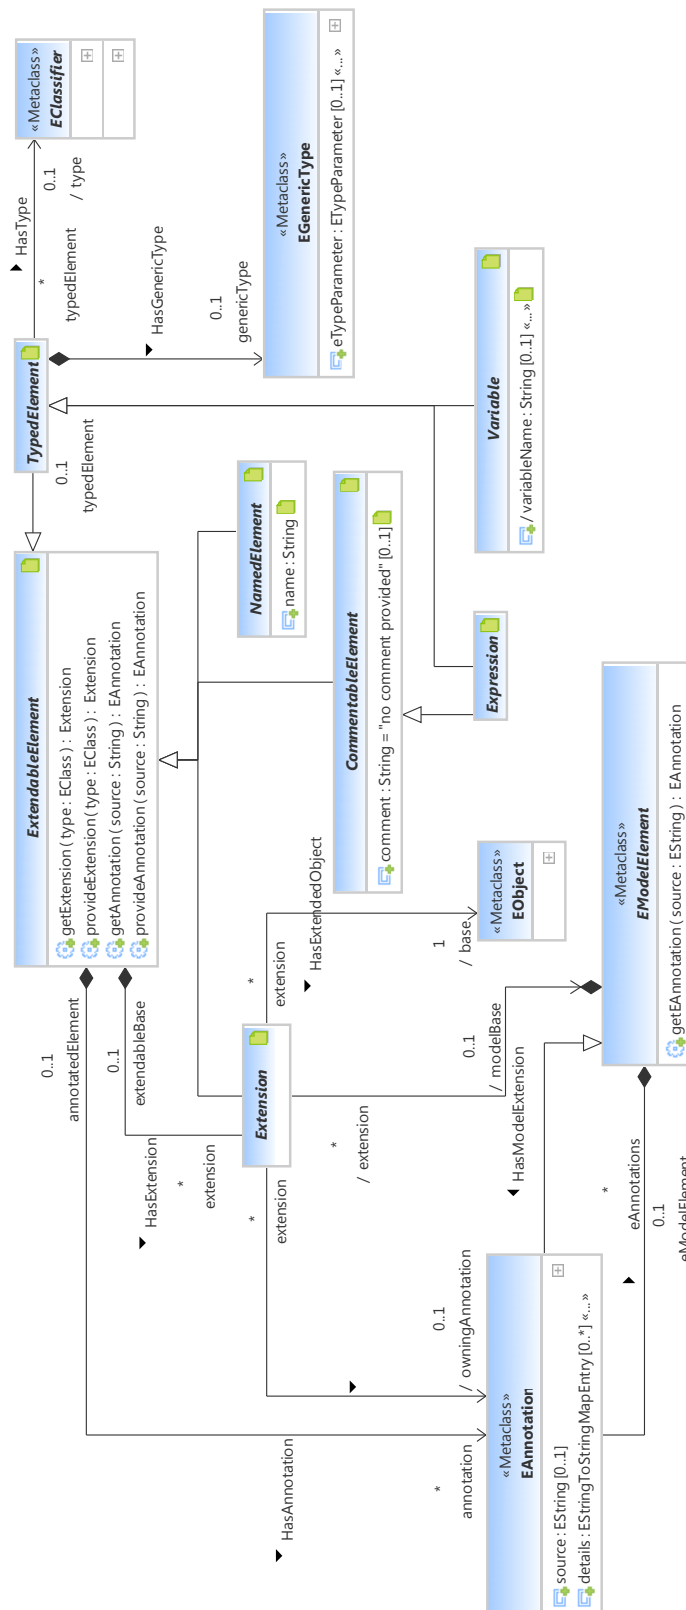 «Metaclass»
EClassifier
HasType
0..1
/ type
*
typedElement
TypedElement
0..1
typedElement
HasGenericType
0..1
genericType
«Metaclass»
EGenericType
eTypeParameter : ETypeParameter [0..1] «...»
ExtendableElement
getExtension ( type : EClass ) : Extension
provideExtension ( type : EClass ) : Extension
getAnnotation ( source : String ) : EAnnotation
provideAnnotation ( source : String ) : EAnnotation
NamedElement
name : String
CommentableElement
comment : String = "no comment provided" [0..1]
Variable
/ variableName : String [0..1] «...»
Expression
0..1
annotatedElement
0..1
extendableBase
HasExtension
*
extension
Extension
*
extension
HasExtendedObject
1
/ base
«Metaclass»
EObject
*
/ extension
0..1
/ modelBase
HasModelExtension
*
extension
0..1
/ owningAnnotation
HasAnnotation
*
annotation
«Metaclass»
EModelElement
getEAnnotation ( source : EString ) : EAnnotation
«Metaclass»
EAnnotation
source : EString [0..1]
details : EStringToStringMapEntry [0..*] «...»
*
eAnnotations
0..1
eModelElement